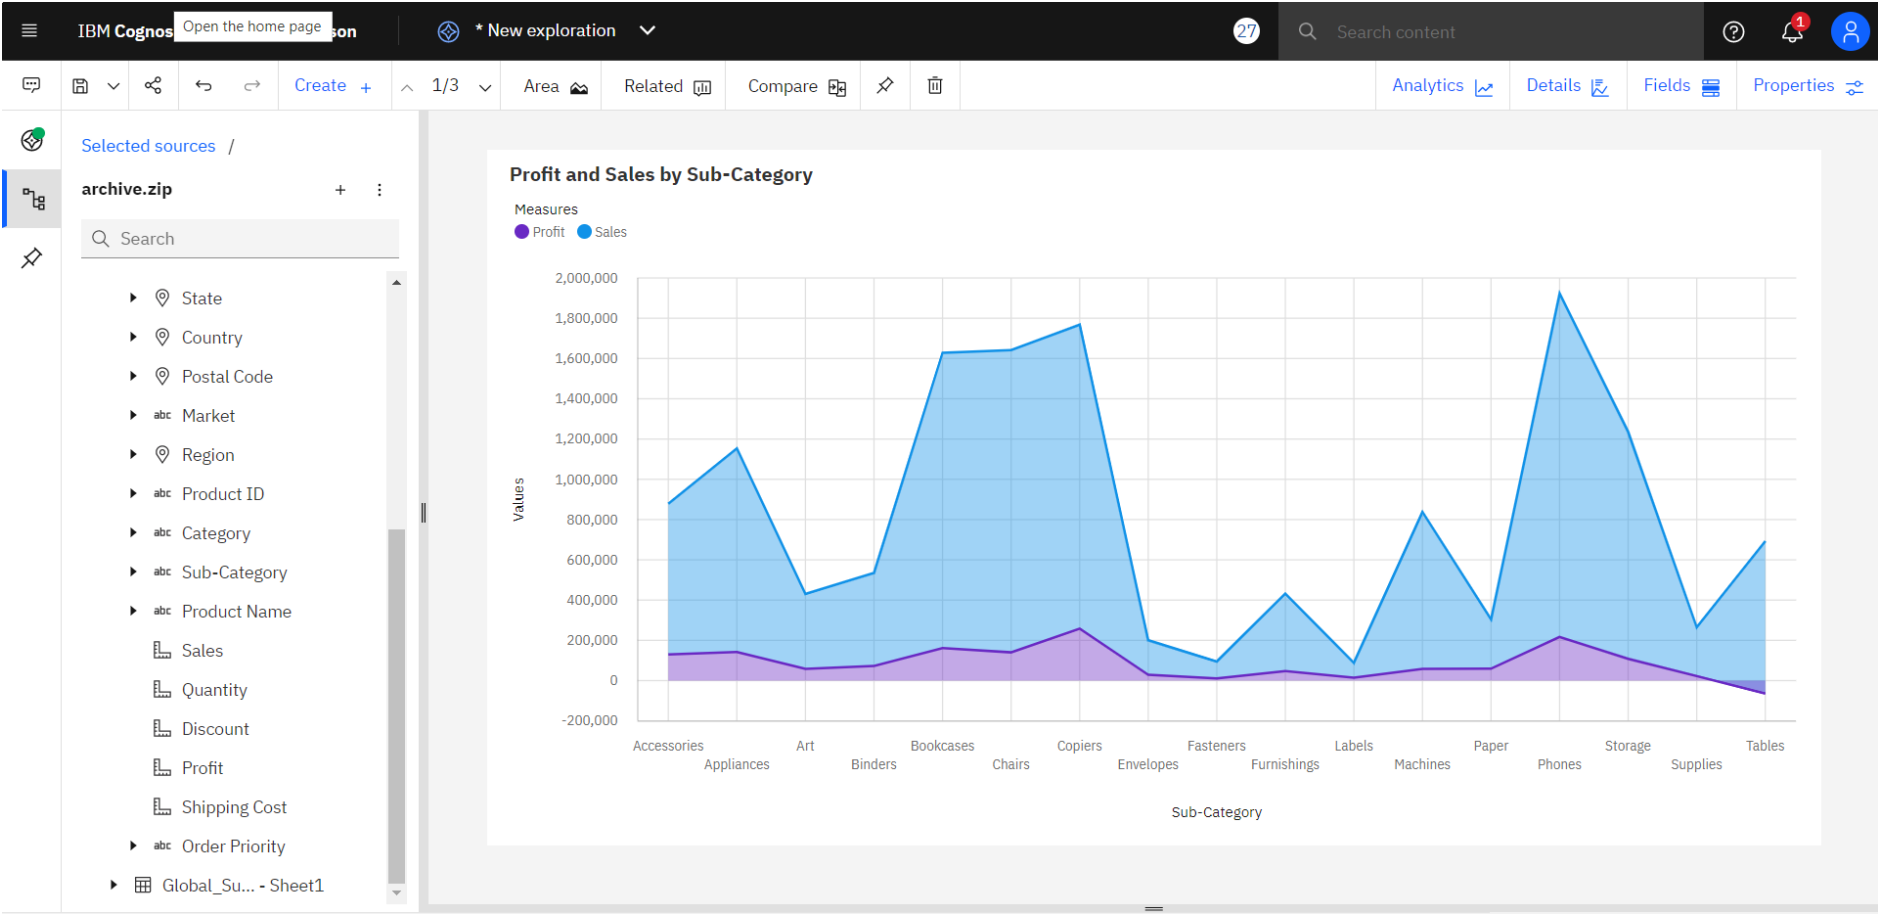 IBM Cognos
Open the home page
son
* New exploration
27
Search content
1
Create +
1/3
Area
Related
Compare
Analytics
Details
Fields
Properties
Selected sources /
archive.zip
Search
State
Country
Postal Code
abc Market
Region
abc Product ID
abc Category
abc Sub-Category
abc Product Name
Sales
Quantity
Discount
Profit
Shipping Cost
abc Order Priority
Global_Su... - Sheet1
Profit and Sales by Sub-Category
Measures
Profit Sales
2,000,000
1,800,000
1,600,000
1,400,000
1,200,000
1,000,000
800,000
600,000
400,000
200,000
0
-200,000
Values
Accessories Art Bookcases Copiers Fasteners Labels Paper Storage Tables
Appliances Binders Chairs Envelopes Furnishings Machines Phones Supplies
Sub-Category